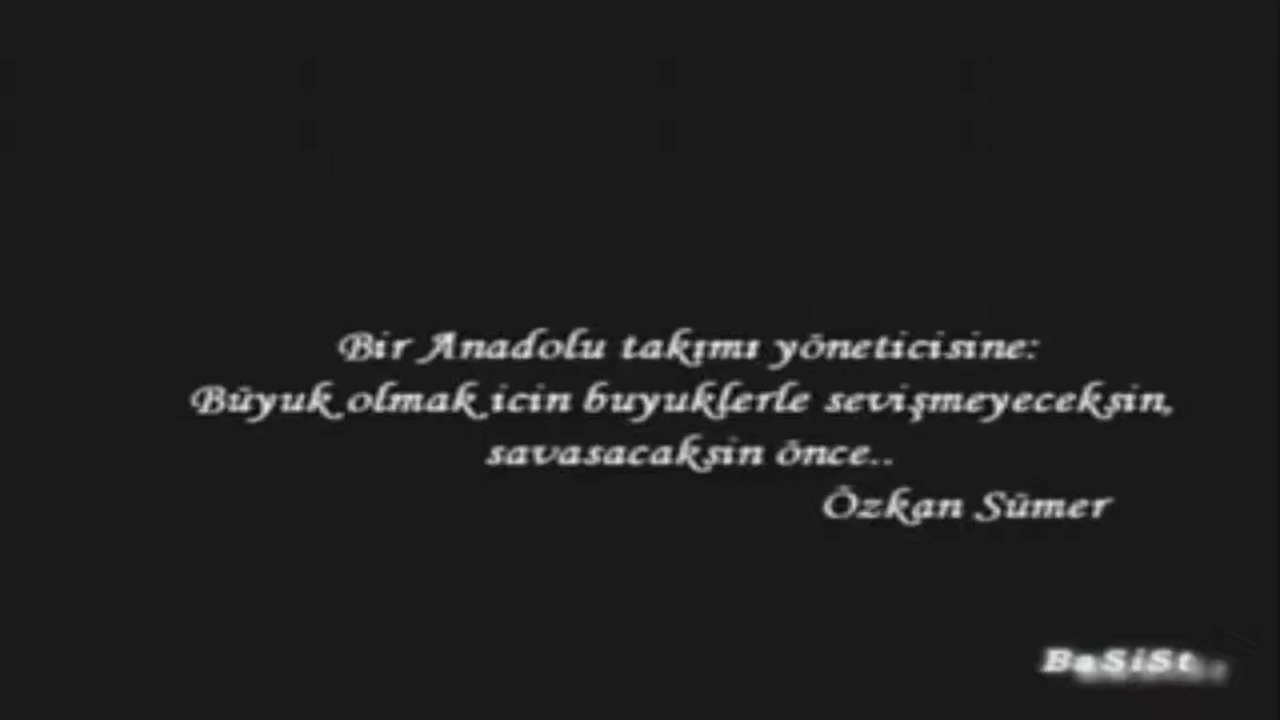 Bir Anadolu takımı yöneticisine:
Büyuk olmak icin buyuklerle sevişmeyeceksin,
savasacaksin önce..
Özkan Sümer
BaSiSt